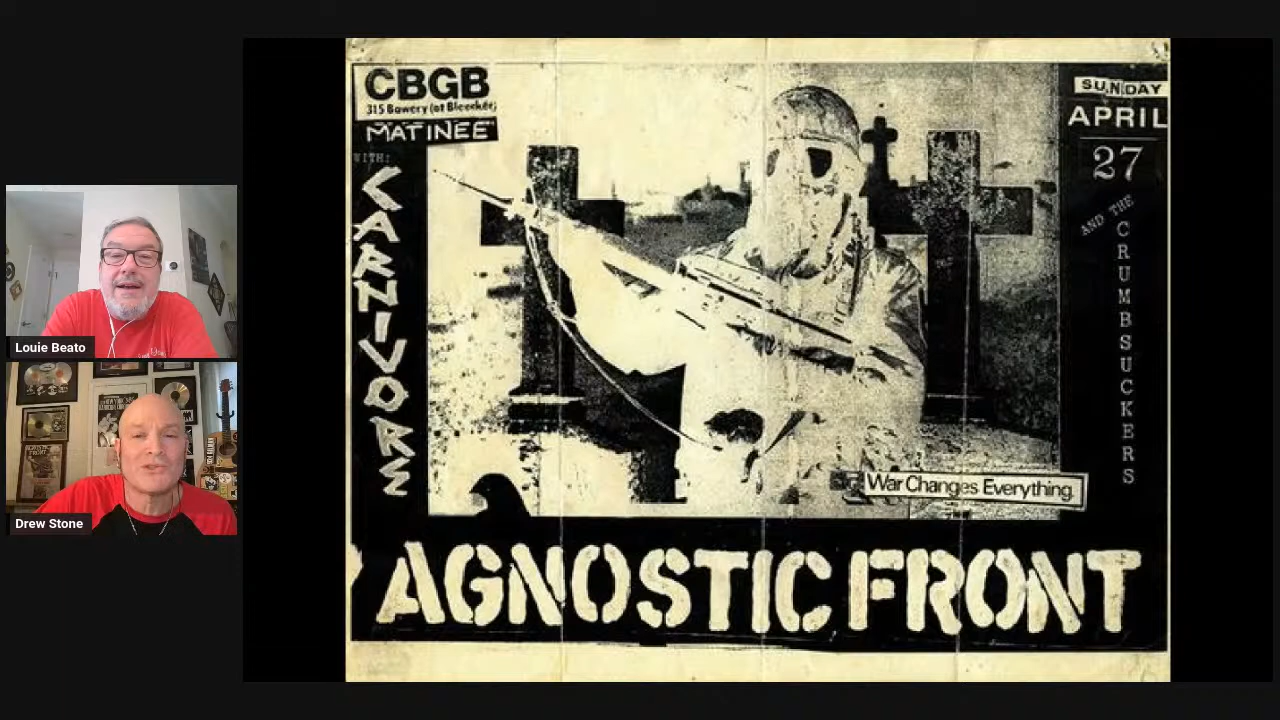 Louie Beato
Drew Stone
CBGB
315 Bowery (at Bleecker)
MATINEE
WITH:
CARNIVORE
SUNDAY
APRIL
27
AND THE
CRUMBSUCKERS
War Changes Everything.
AGNOSTIC FRONT